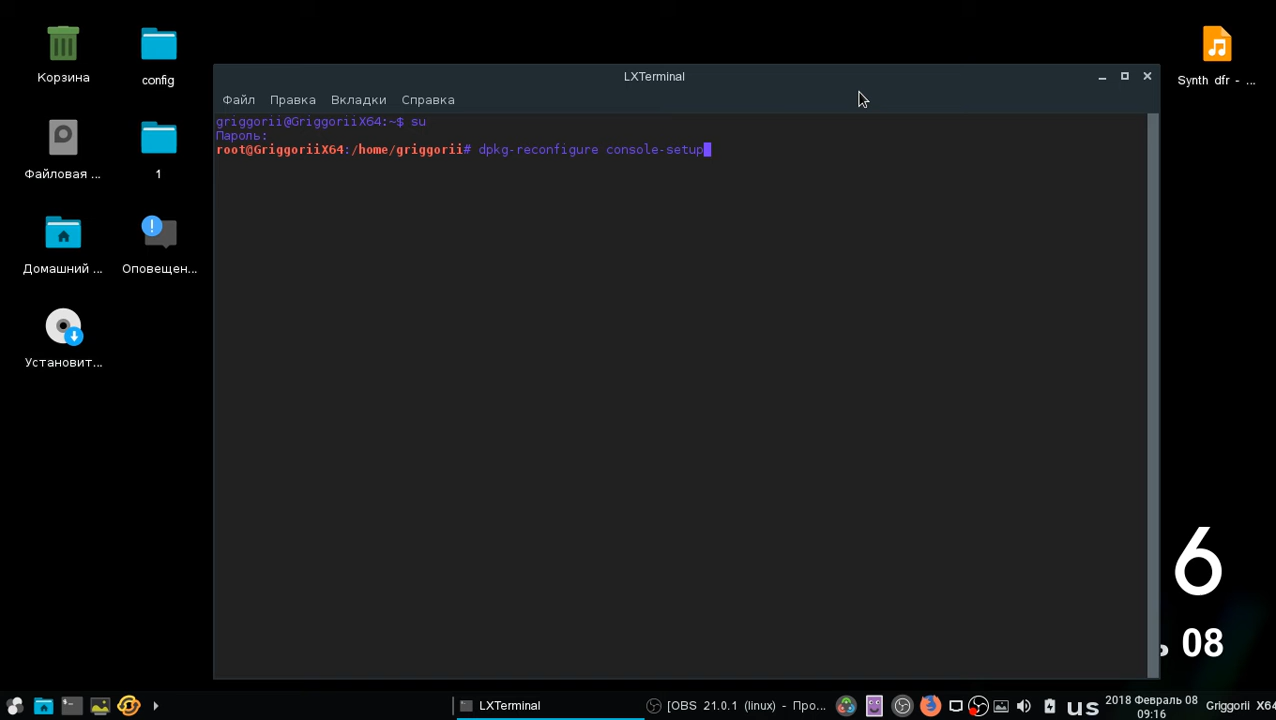 Корзина
config
Synth dfr - ...
LXTerminal
Файл Правка Вкладки Справка
griggorii@GriggoriiX64:~$ su
Пароль:
root@GriggoriiX64:/home/griggorii# dpkg-reconfigure console-setup
Файловая
1
Домашний ...
Оповещен...
Установит...
6
08
LXTerminal
[OBS 21.0.1 (linux) - Про...
us
2018 Февраль 08
09:16
Griggorii X64